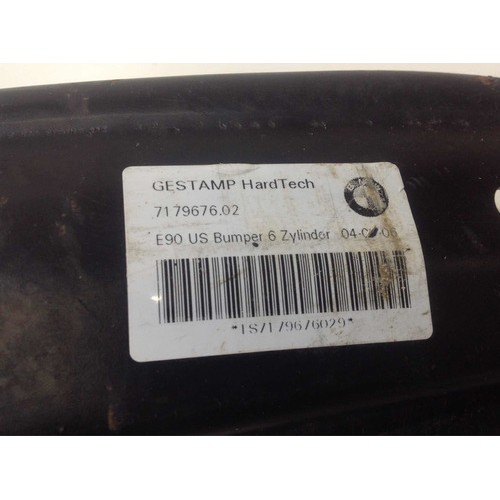 GESTAMP HardTech
7179676.02
E90 US Bumper 6 Zylinder
*1S7179676029*